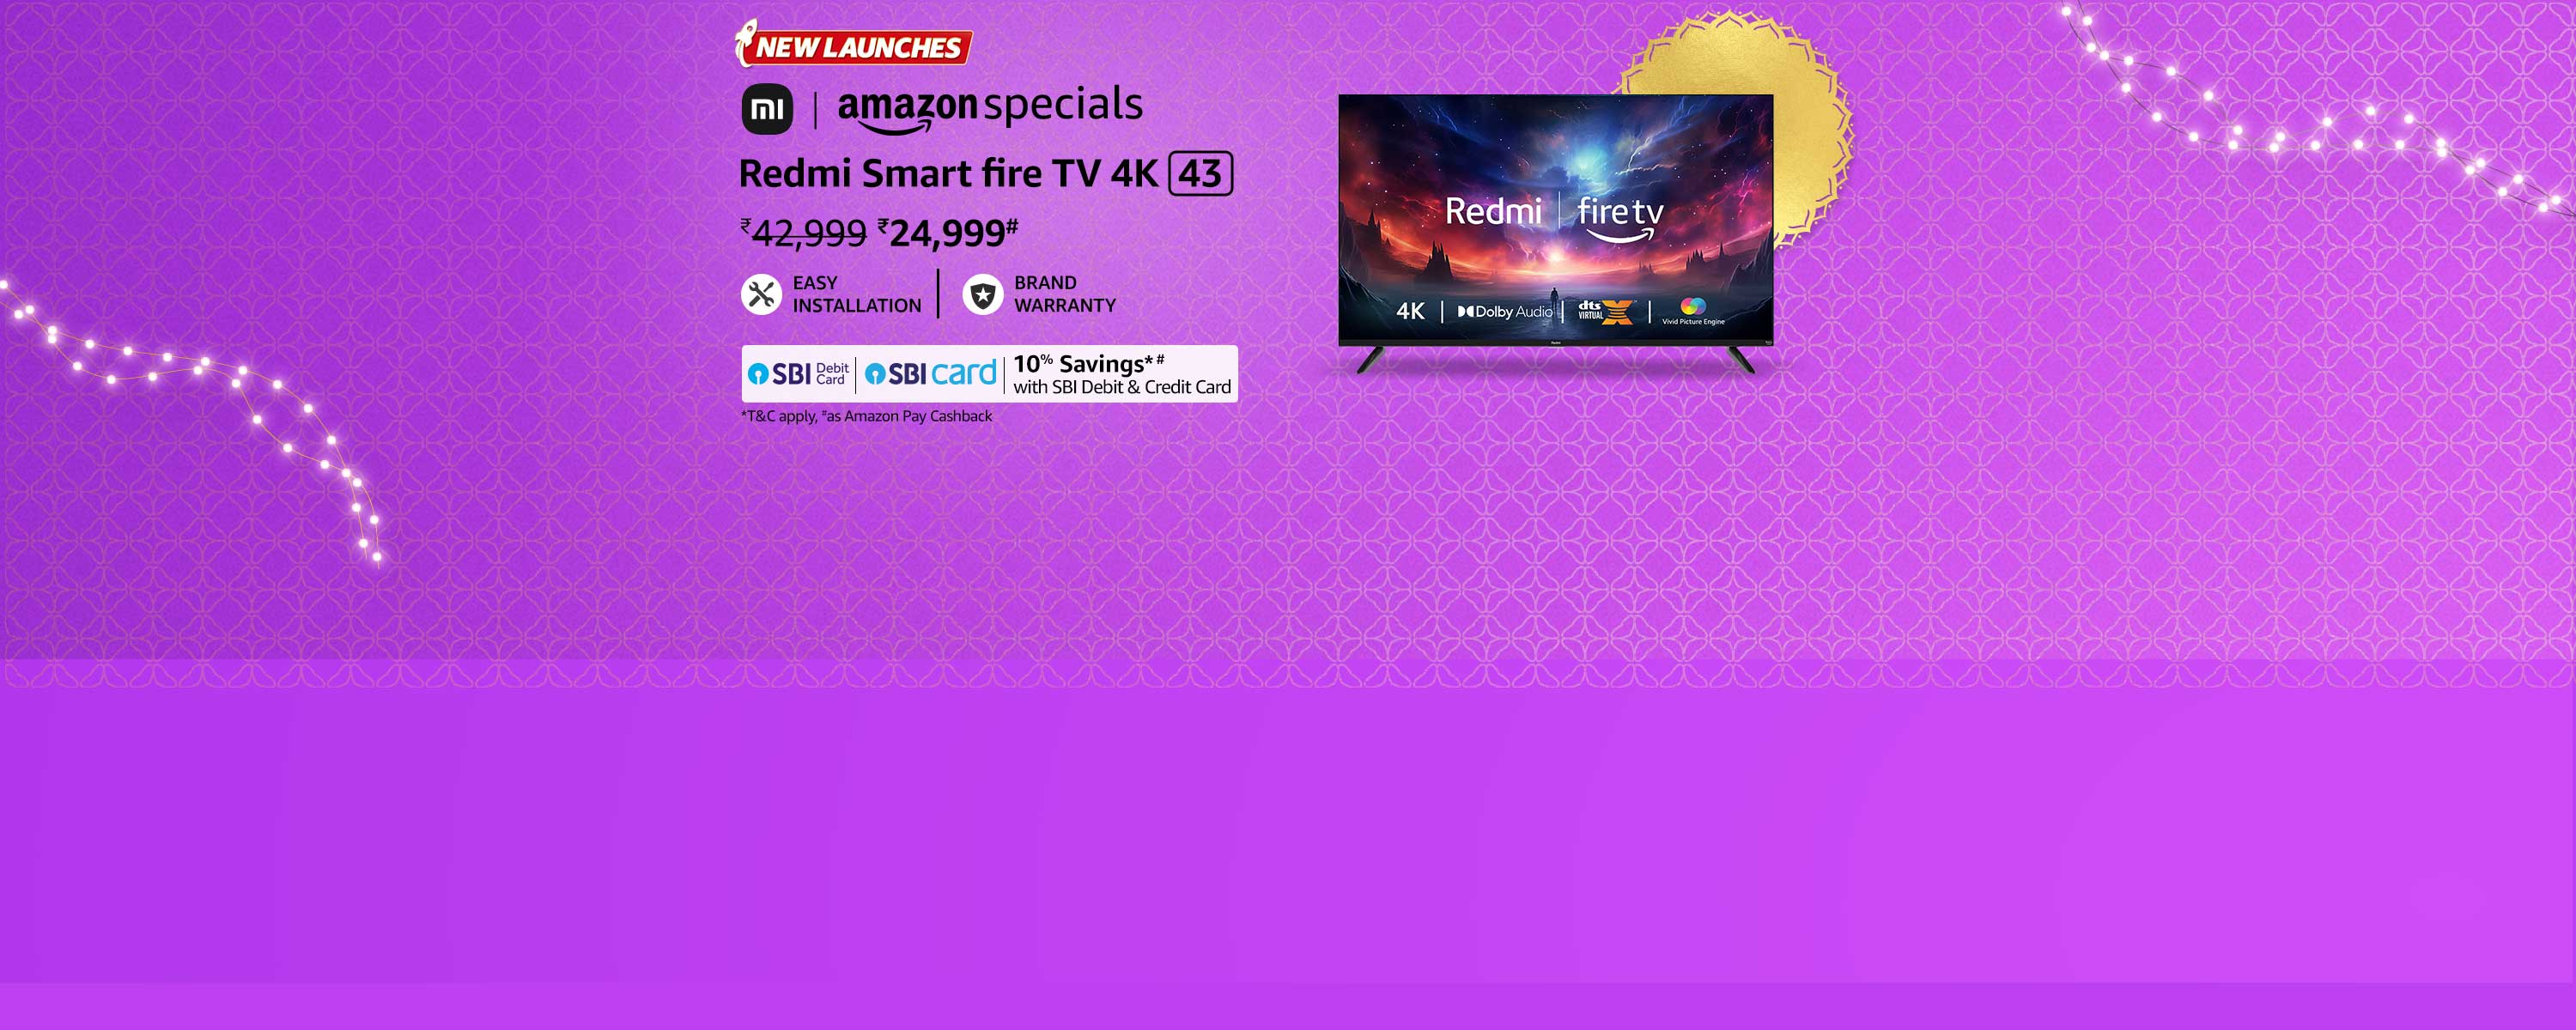 NEW LAUNCHES
mi | amazon specials
Redmi Smart fire TV 4K 43
₹42,999 ₹24,999#
EASY INSTALLATION
BRAND WARRANTY
SBI Debit Card | SBI card | 10% Savings*#
with SBI Debit & Credit Card
*T&C apply, #as Amazon Pay Cashback
Redmi | fire tv
4K | Dolby Audio | dts VIRTUAL X | Vivid Picture Engine